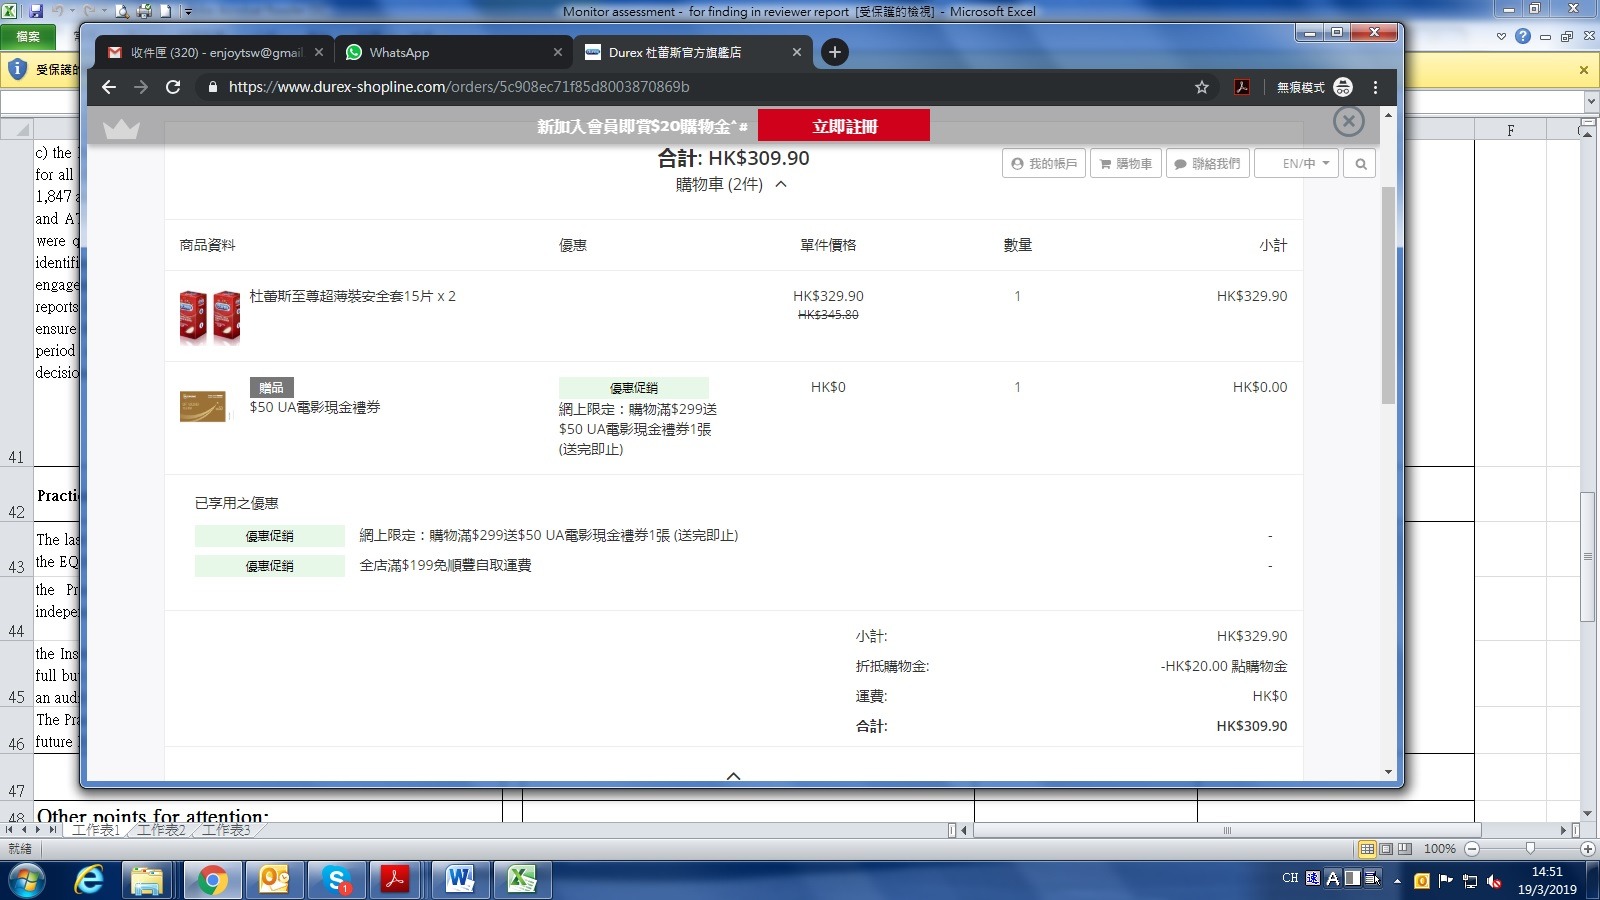 Monitor assessment - for finding in reviewer report [受保護的檢視] - Microsoft Excel
檔案
受保護的
收件匣 (320) - enjoytsw@gmail
WhatsApp
Durex 杜蕾斯官方旗艦店
https://www.durex-shopline.com/orders/5c908ec71f85d8003870869b
無痕模式
新加入會員即賞$20購物金^#
立即註冊
合計: HK$309.90
購物車 (2件)
我的帳戶
購物車
聯絡我們
EN/中
商品資料 優惠 單件價格 數量 小計
杜蕾斯至尊超薄裝安全套15片 x 2 HK$329.90 1 HK$329.90
HK$345.80
贈品 優惠促銷 HK$0 1 HK$0.00
$50 UA電影現金禮券 網上限定：購物滿$299送
$50 UA電影現金禮券1張
(送完即止)
已享用之優惠
優惠促銷 網上限定：購物滿$299送$50 UA電影現金禮券1張 (送完即止) -
優惠促銷 全店滿$199免順豐自取運費 -
小計: HK$329.90
折抵購物金: -HK$20.00 點購物金
運費: HK$0
合計: HK$309.90
F
c) the
for all
1,847 a
and AT
were q
identifi
engage
reports
ensure
period
decisio
41
Practic
42
The las
the EQ
43
the Pr
indepe
44
the Ins
full bu
an aud
45
The Pra
future
46
47
48
Other points for attention:
工作表1 工作表2 工作表3
就緒
100%
CH
14:51
19/3/2019